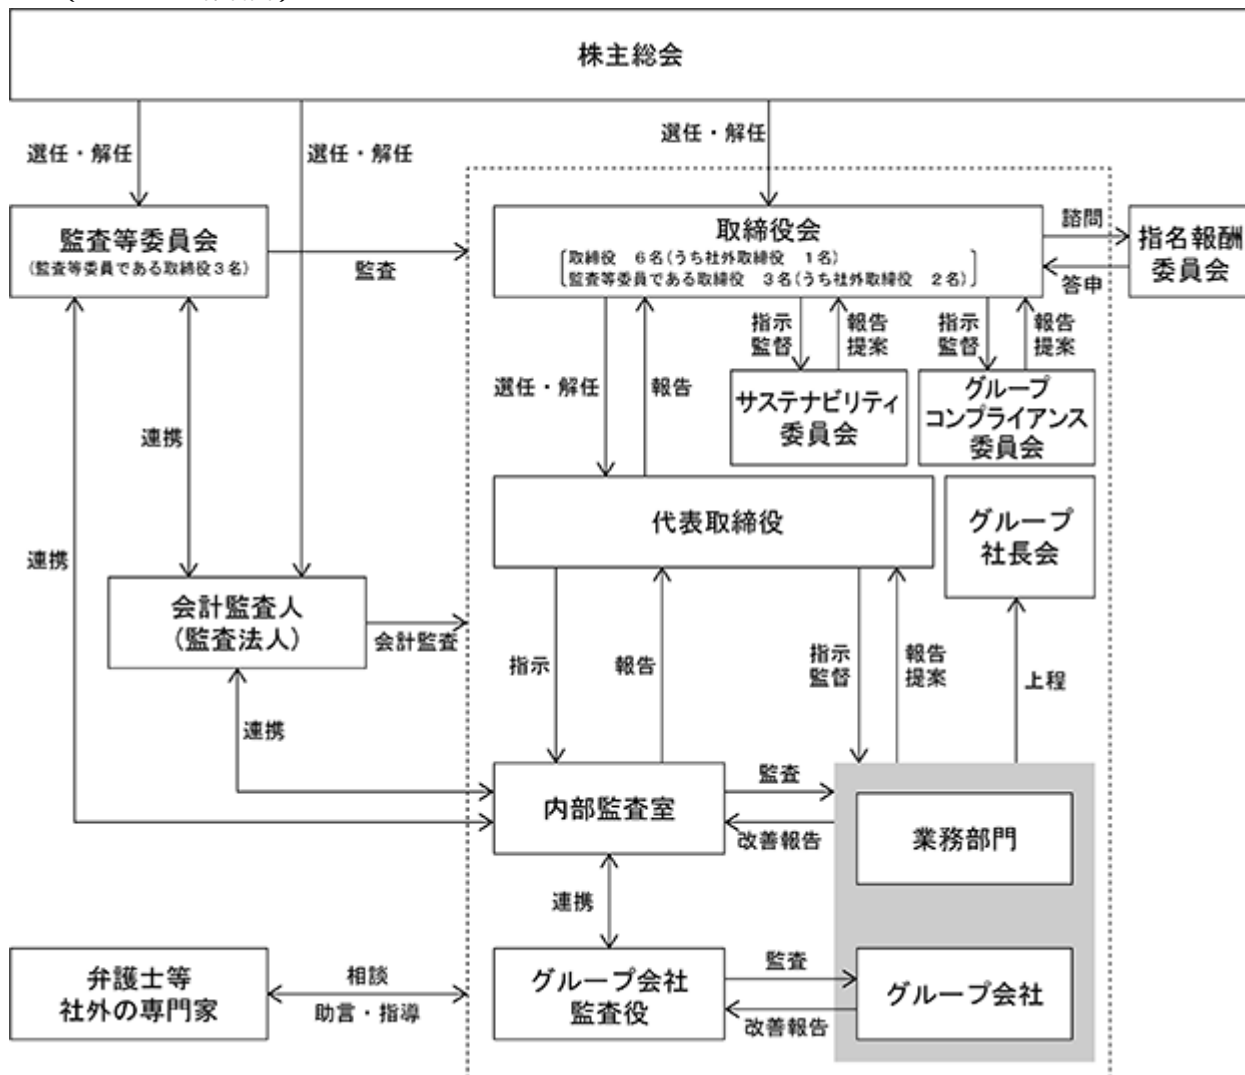 株主総会
選任・解任
選任・解任
選任・解任
監査等委員会
(監査等委員である取締役3名)
監査
取締役会
取締役 6名(うち社外取締役 1名)
監査等委員である取締役 3名(うち社外取締役 2名)
諮問
答申
指名報酬
委員会
指示
監督
報告
提案
指示
監督
報告
提案
選任・解任
報告
サステナビリティ
委員会
グループ
コンプライアンス
委員会
連携
連携
代表取締役
グループ
社長会
会計監査人
(監査法人)
会計監査
指示
報告
指示
監督
報告
提案
上程
連携
内部監査室
監査
改善報告
業務部門
連携
弁護士等
社外の専門家
相談
助言・指導
グループ会社
監査役
監査
改善報告
グループ会社